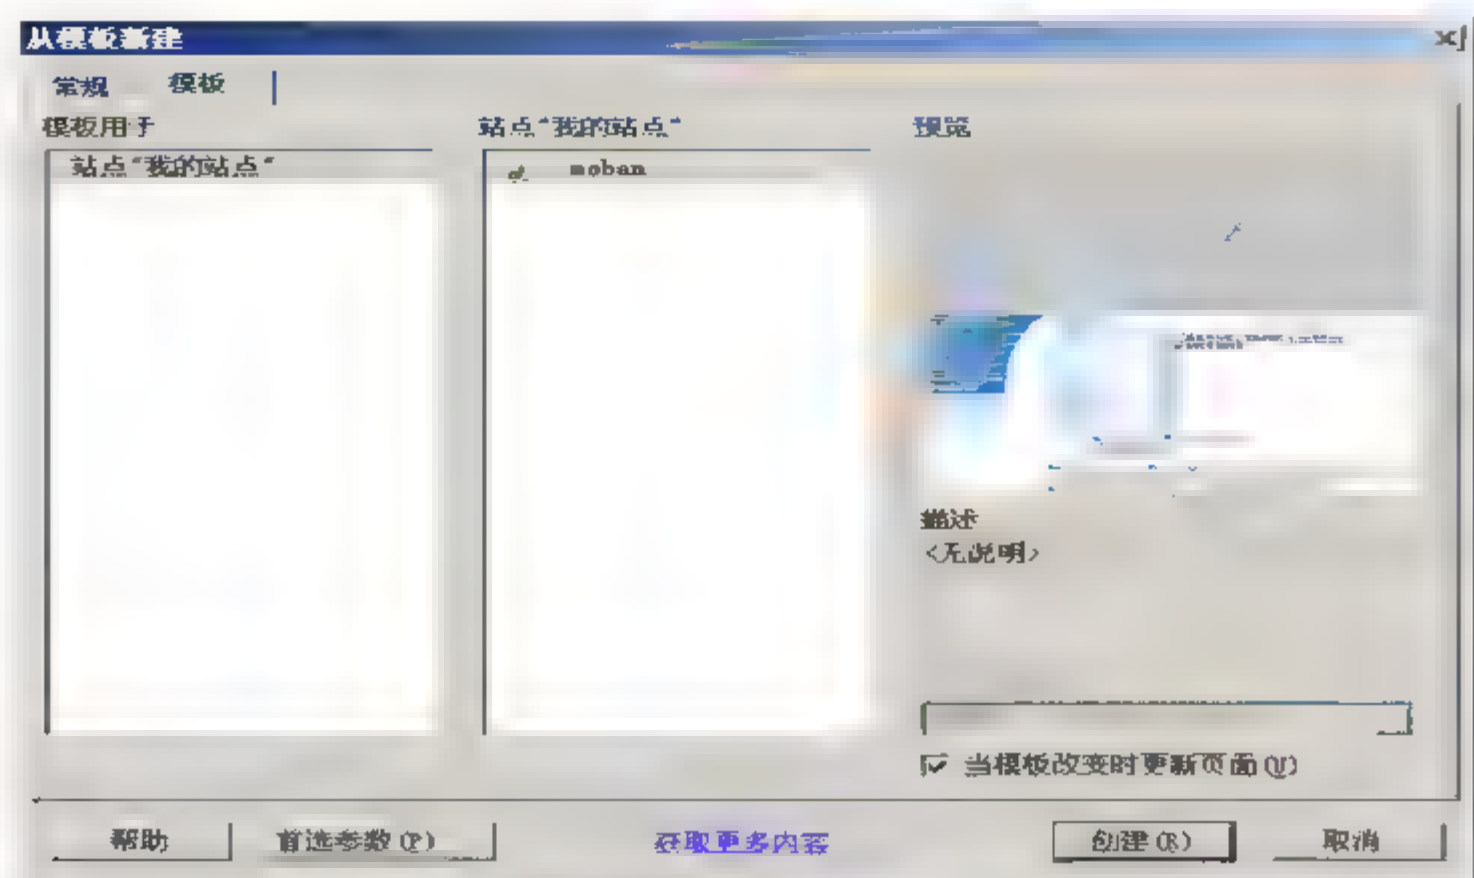 从模板新建
常规 模板
模板用于
站点"我的站点"
站点"我的站点"
moban
预览
描述
<无说明>
当模板改变时更新页面(U)
帮助
首选参数(P)
获取更多内容
创建(R)
取消